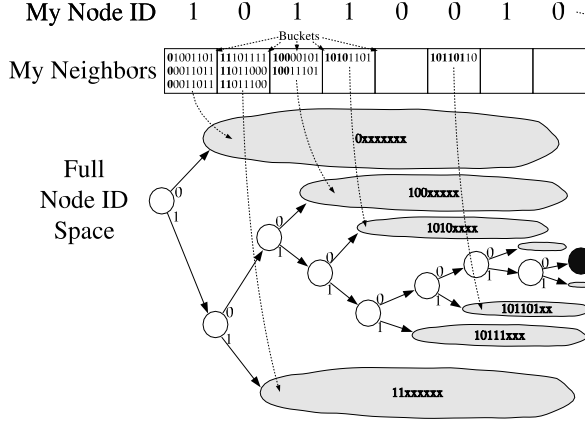 My Node ID 1 0 1 1 0 0 1 0
Buckets
My Neighbors
01001101 11101111 10000101 10101101 10110110
00011011 11011000 10011101
00011011 11011100
0xxxxxxx
Full
Node ID
Space
100xxxxx
1010xxxx
101101xx
10111xxx
11xxxxxx
0
1
0
1
0
1
0
1
0
1
0
1
0
1
0
1